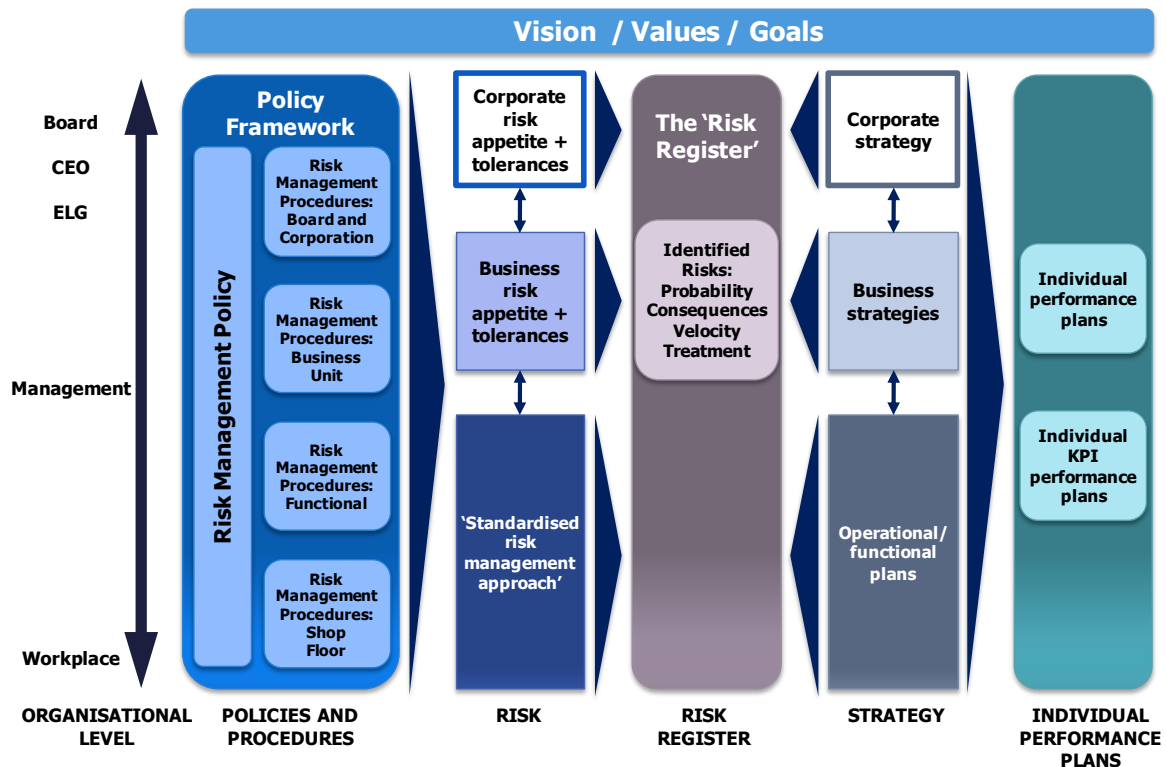 Vision / Values / Goals
Board
CEO
ELG
Management
Workplace
Policy
Framework
Risk Management Policy
Risk
Management
Procedures:
Board and
Corporation
Risk
Management
Procedures:
Business
Unit
Risk
Management
Procedures:
Functional
Risk
Management
Procedures:
Shop
Floor
Corporate
risk
appetite +
tolerances
Business
risk
appetite +
tolerances
‘Standardised
risk
management
approach’
The ‘Risk
Register’
Identified
Risks:
Probability
Consequences
Velocity
Treatment
Corporate
strategy
Business
strategies
Operational/
functional
plans
Individual
performance
plans
Individual
KPI
performance
plans
ORGANISATIONAL
LEVEL
POLICIES AND
PROCEDURES
RISK
RISK
REGISTER
STRATEGY
INDIVIDUAL
PERFORMANCE
PLANS